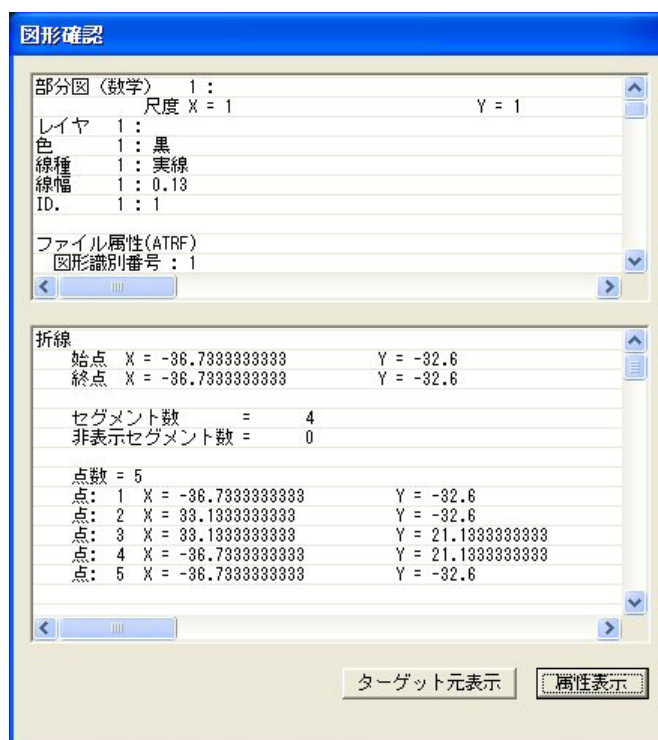 図形確認
部分図（数学） 1 :
尺度 X = 1 Y = 1
レイヤ 1 :
色 1 : 黒
線種 1 : 実線
線幅 1 : 0.13
ID. 1 : 1
ファイル属性(ATRF)
図形識別番号 : 1
折線
始点 X = -36.7333333333 Y = -32.6
終点 X = -36.7333333333 Y = -32.6
セグメント数 = 4
非表示セグメント数 = 0
点数 = 5
点: 1 X = -36.7333333333 Y = -32.6
点: 2 X = 33.1333333333 Y = -32.6
点: 3 X = 33.1333333333 Y = 21.1333333333
点: 4 X = -36.7333333333 Y = 21.1333333333
点: 5 X = -36.7333333333 Y = -32.6
ターゲット元表示 属性表示